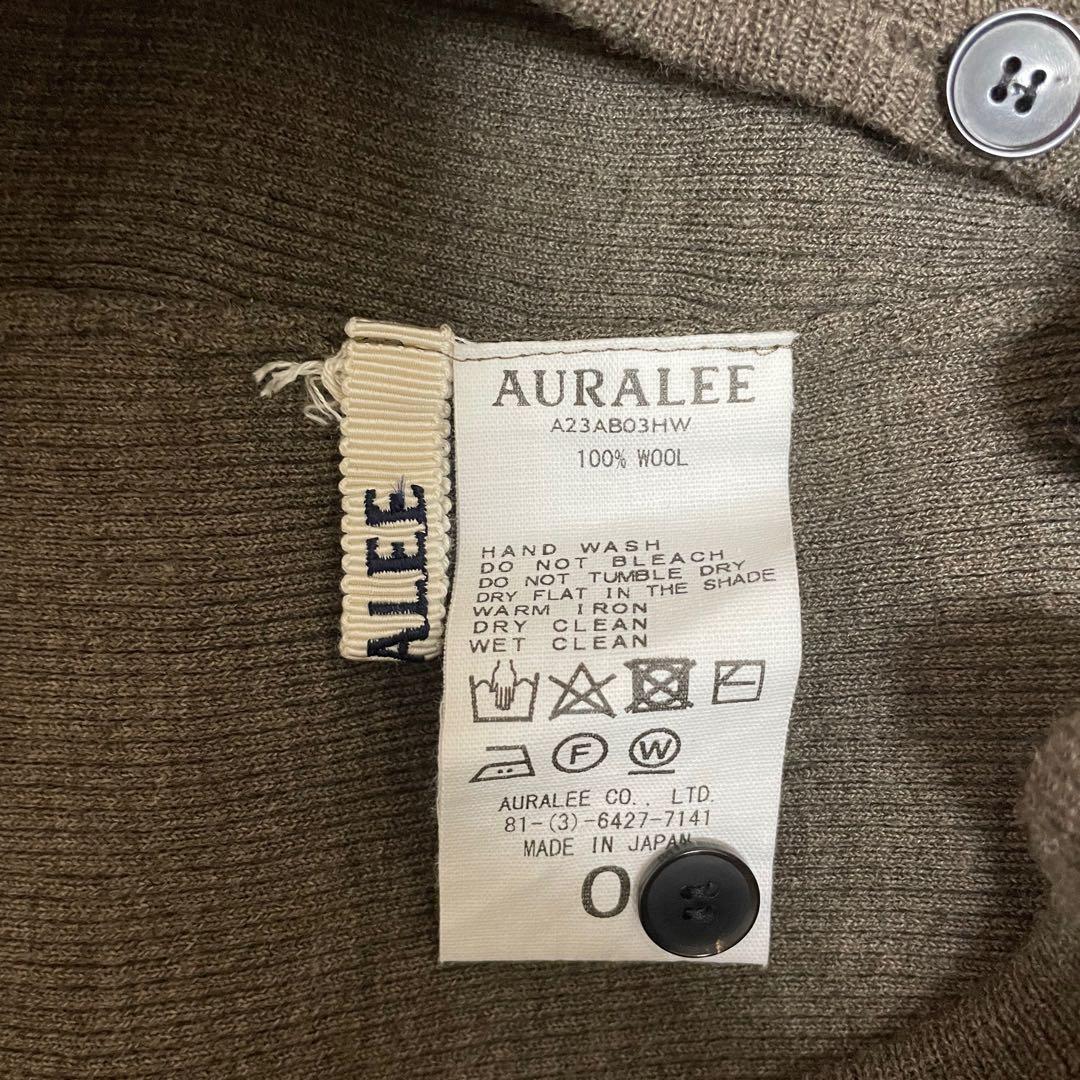 AURALEE
A23AB03HW
100% WOOL
HAND WASH
DO NOT BLEACH
DO NOT TUMBLE DRY
DRY FLAT IN THE SHADE
WARM IRON
DRY CLEAN
WET CLEAN
F
W
AURALEE CO., LTD.
81-(3)-6427-7141
MADE IN JAPAN
0
ALEE